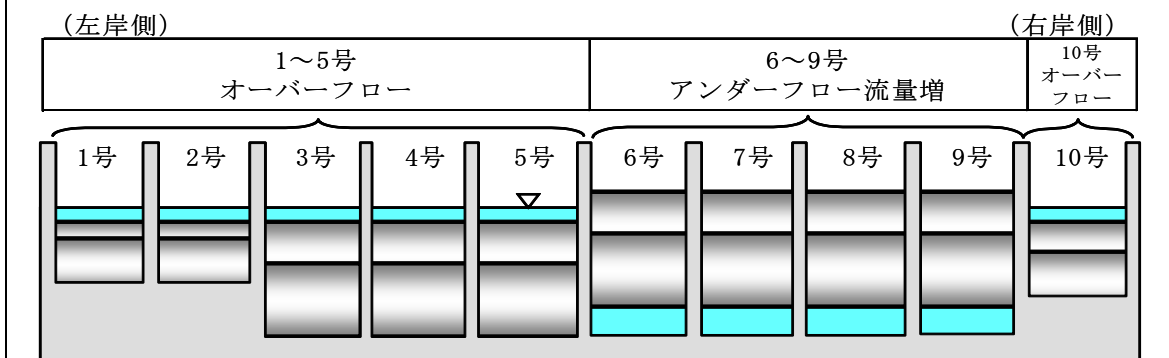 (左岸側)
(右岸側)
1～5号
オーバーフロー
6～9号
アンダーフロー流量増
10号
オーバー
フロー
1号
2号
3号
4号
5号
6号
7号
8号
9号
10号